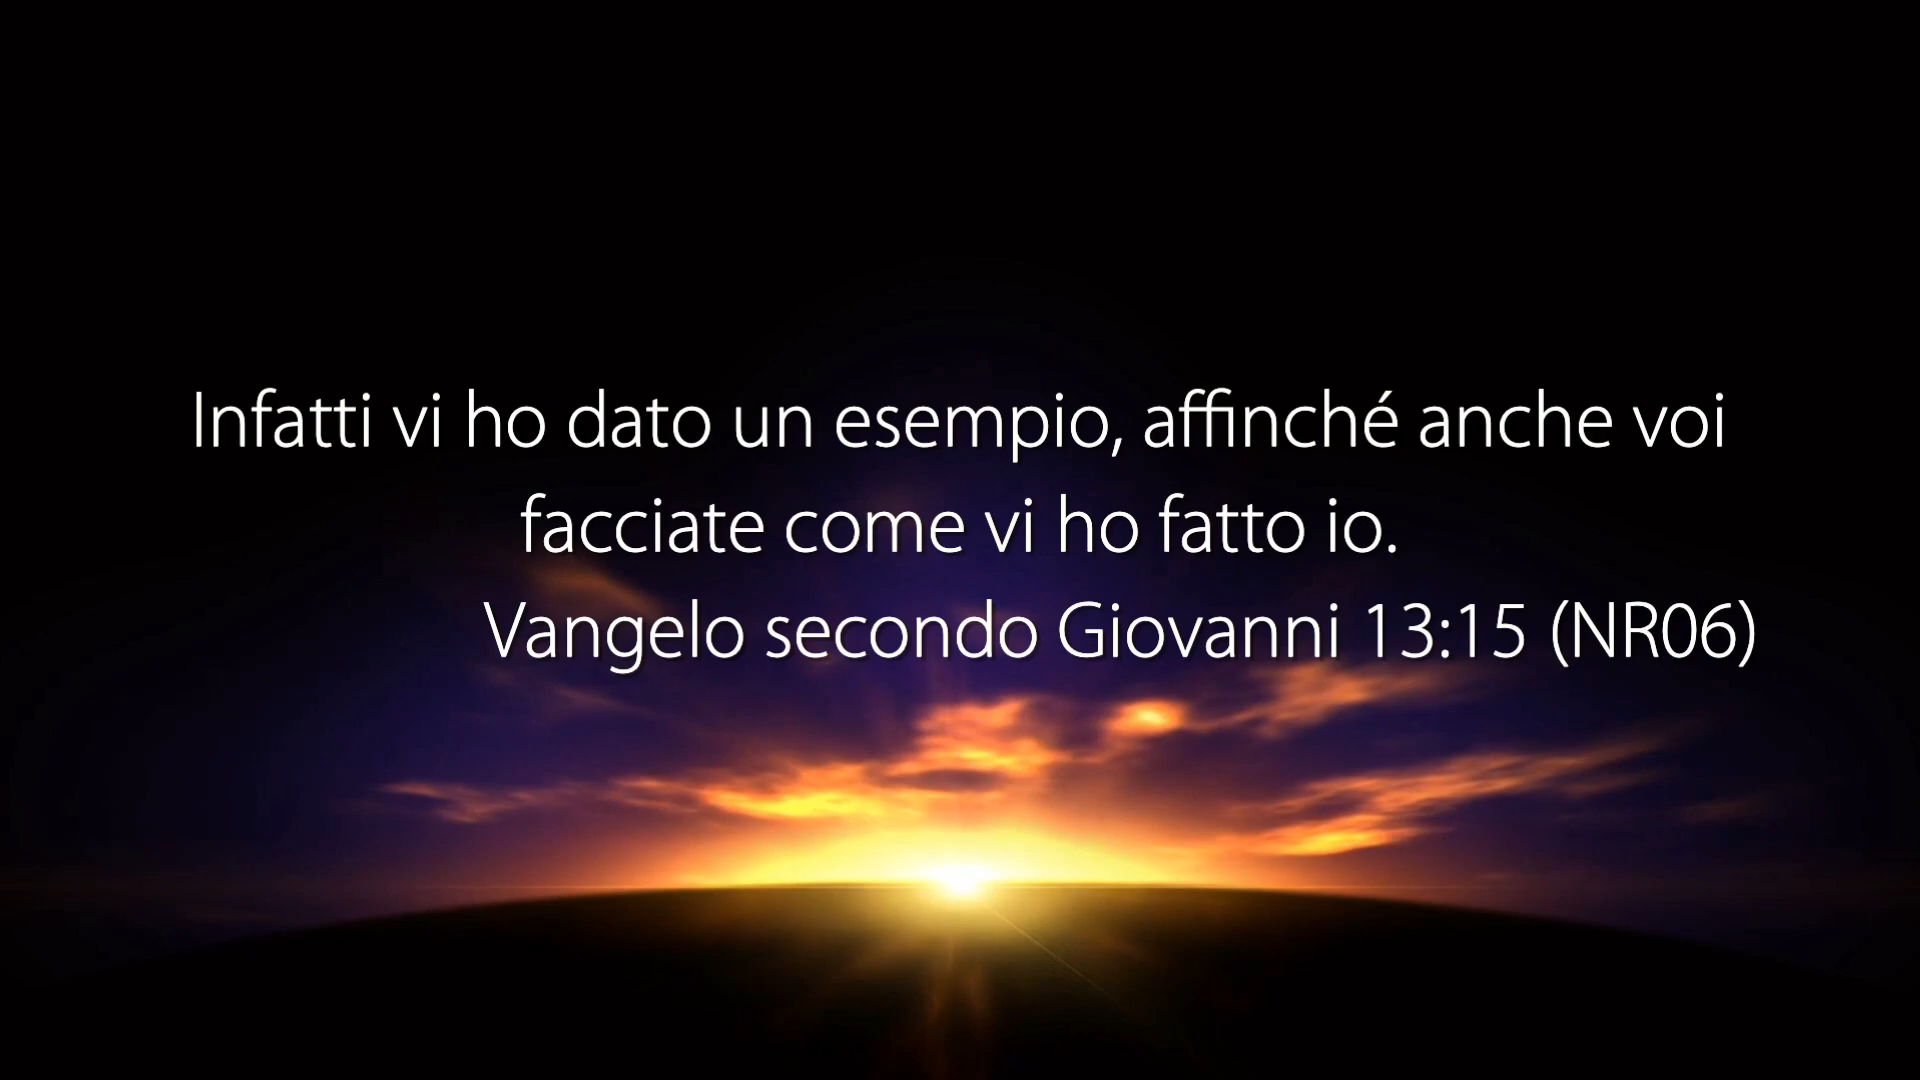 Infatti vi ho dato un esempio, affinché anche voi
facciate come vi ho fatto io.
Vangelo secondo Giovanni 13:15 (NR06)